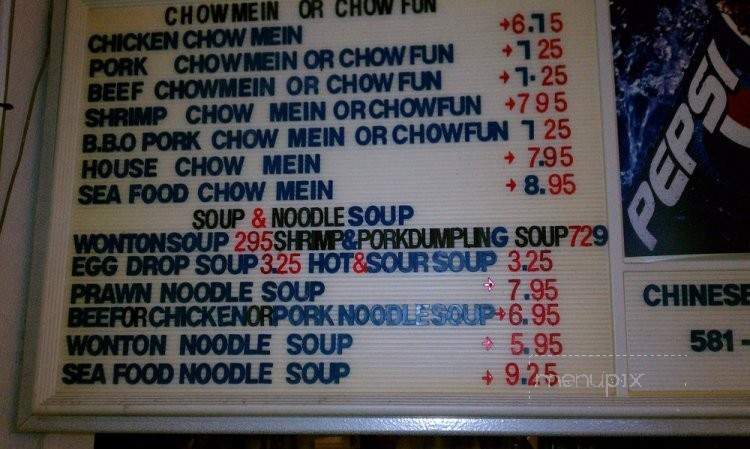 CHOWMEIN OR CHOW FUN
CHICKEN CHOW MEIN 6.75
PORK CHOWMEIN OR CHOW FUN 7 25
BEEF CHOWMEIN OR CHOW FUN 7. 25
SHRIMP CHOW MEIN OR CHOWFUN 795
B.B.O PORK CHOW MEIN OR CHOWFUN 7 25
HOUSE CHOW MEIN 7.95
SEA FOOD CHOW MEIN 8.95
SOUP & NOODLE SOUP
WONTONSOUP 295 SHRIMP&PORKDUMPLING SOUP 729
EGG DROP SOUP 3.25 HOT&SOUR SOUP 3.25
PRAWN NOODLE SOUP 7.95
BEEFORCHICKENORPORK NOODLESOUP 6.95
WONTON NOODLE SOUP 5.95
SEA FOOD NOODLE SOUP 9.25
PEPSI
CHINESE
581 -
menupix